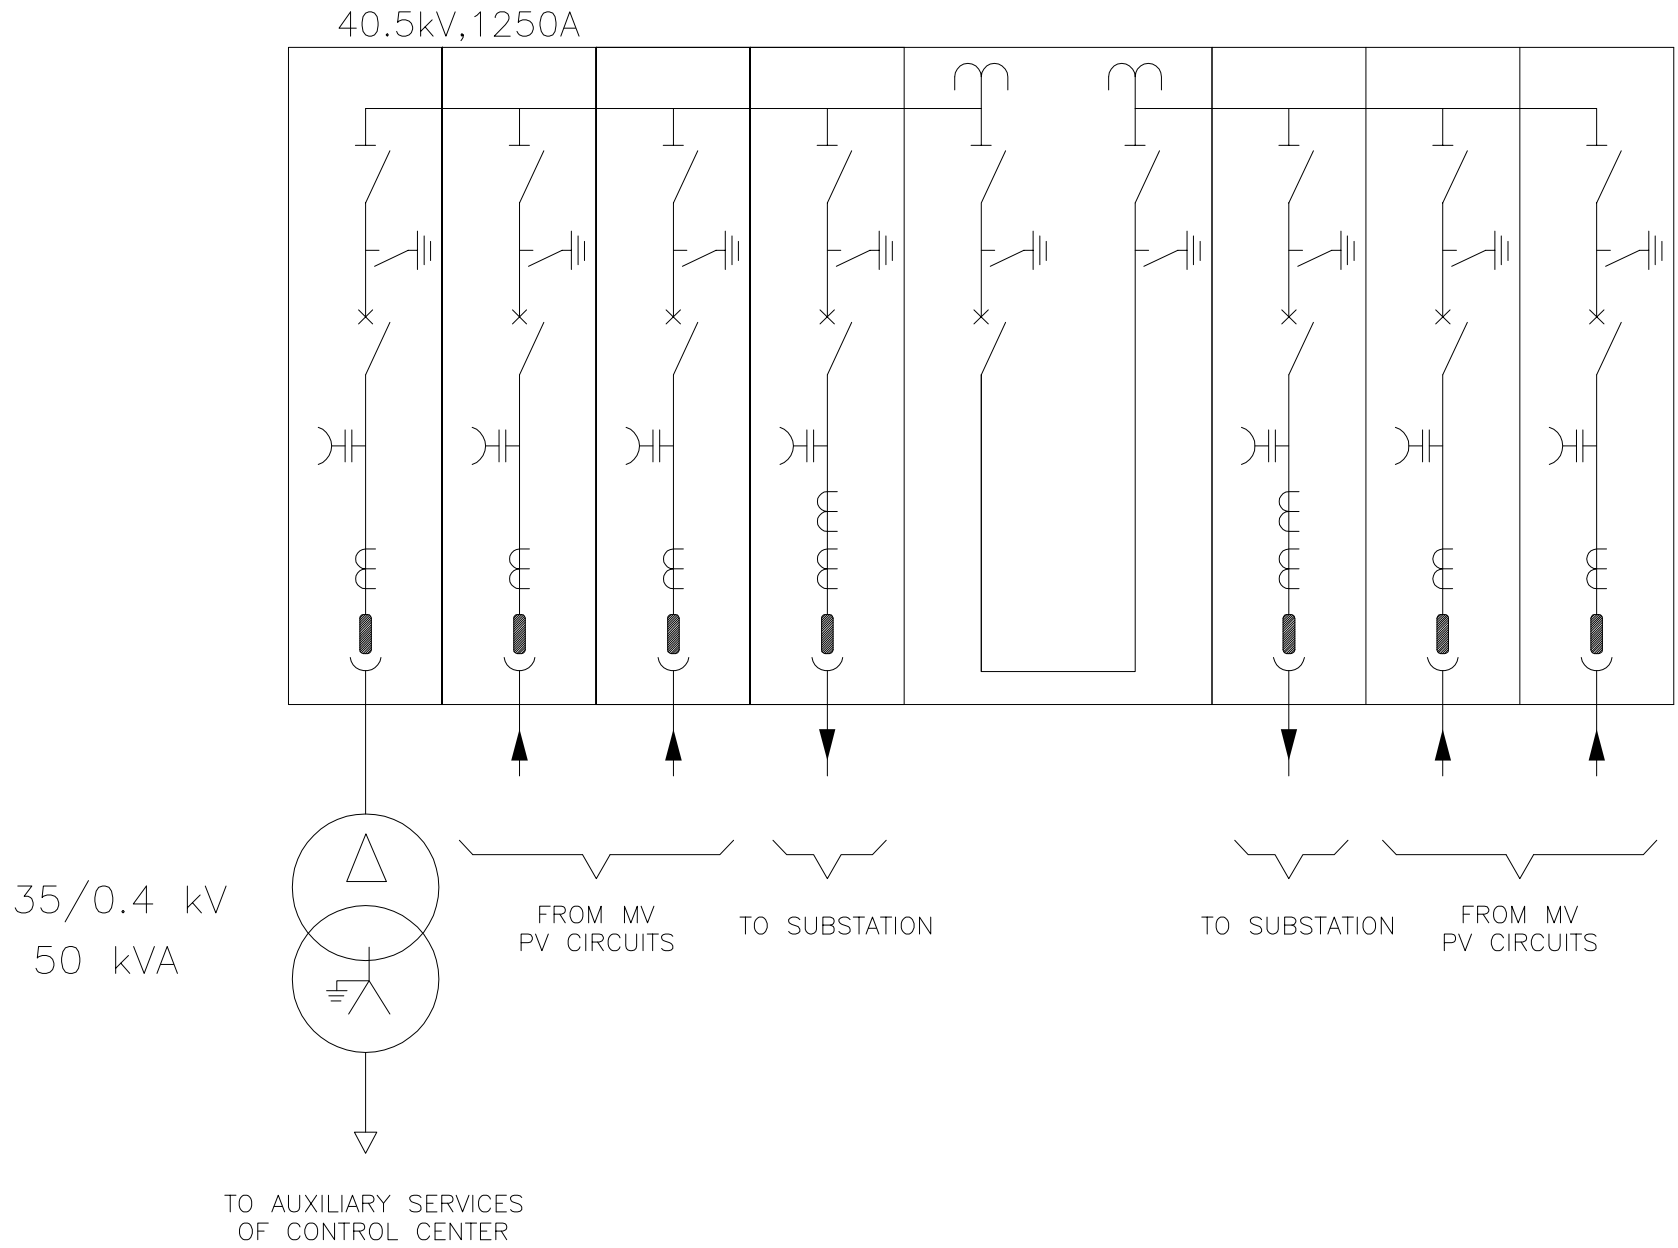 40.5kV,1250A
35/0.4 kV
50 kVA
FROM MV
PV CIRCUITS
TO SUBSTATION
TO SUBSTATION
FROM MV
PV CIRCUITS
TO AUXILIARY SERVICES
OF CONTROL CENTER